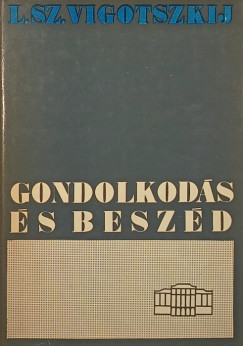 L. SZ. VIGOTSZKIJ
GONDOLKODÁS
ÉS BESZÉD